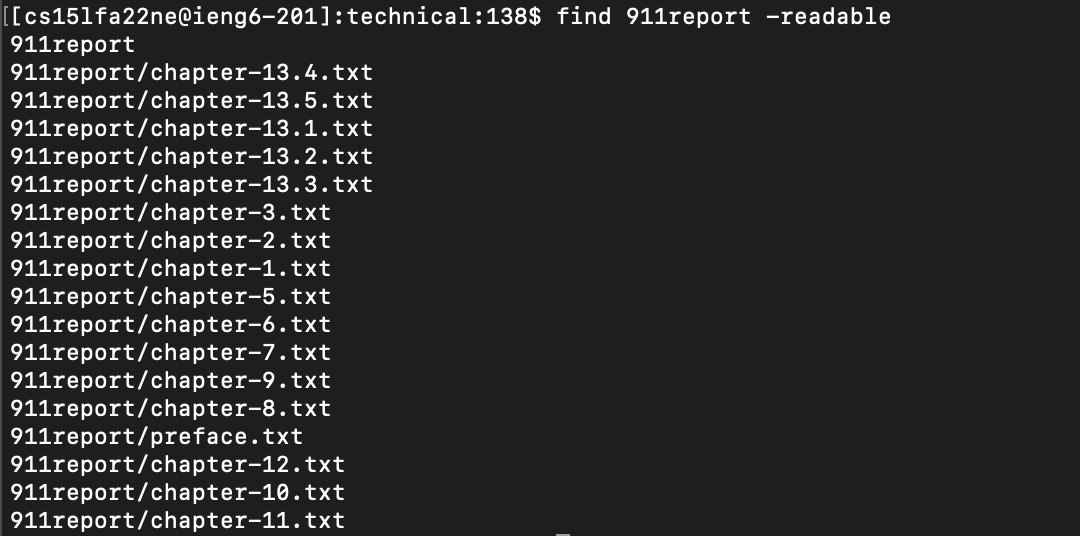 [[cs15lfa22ne@ieng6-201]:technical:138$ find 911report -readable
911report
911report/chapter-13.4.txt
911report/chapter-13.5.txt
911report/chapter-13.1.txt
911report/chapter-13.2.txt
911report/chapter-13.3.txt
911report/chapter-3.txt
911report/chapter-2.txt
911report/chapter-1.txt
911report/chapter-5.txt
911report/chapter-6.txt
911report/chapter-7.txt
911report/chapter-9.txt
911report/chapter-8.txt
911report/preface.txt
911report/chapter-12.txt
911report/chapter-10.txt
911report/chapter-11.txt